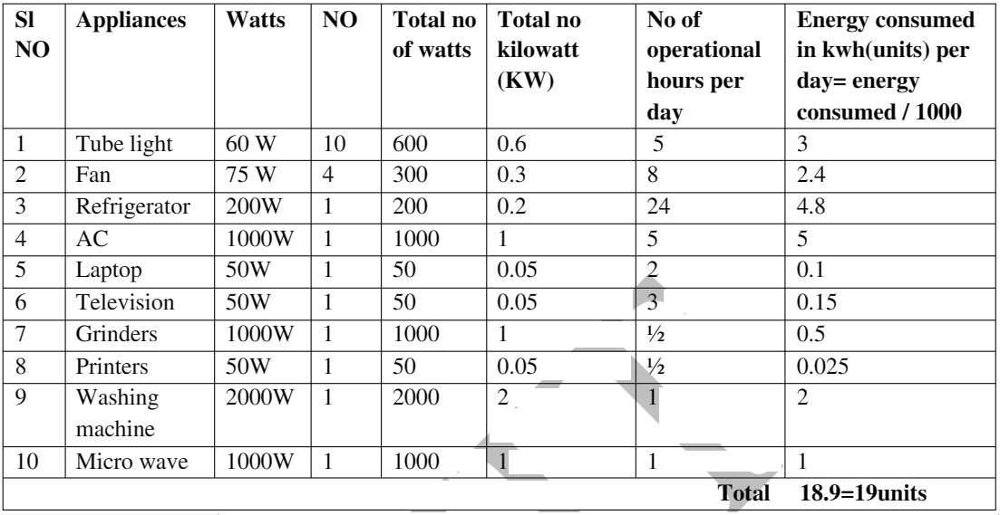 Sl NO Appliances Watts NO Total no of watts Total no kilowatt (KW) No of operational hours per day Energy consumed in kwh(units) per day= energy consumed / 1000
1 Tube light 60 W 10 600 0.6 5 3
2 Fan 75 W 4 300 0.3 8 2.4
3 Refrigerator 200W 1 200 0.2 24 4.8
4 AC 1000W 1 1000 1 5 5
5 Laptop 50W 1 50 0.05 2 0.1
6 Television 50W 1 50 0.05 3 0.15
7 Grinders 1000W 1 1000 1 ½ 0.5
8 Printers 50W 1 50 0.05 ½ 0.025
9 Washing machine 2000W 1 2000 2 1 2
10 Micro wave 1000W 1 1000 1 1 1
Total 18.9=19units